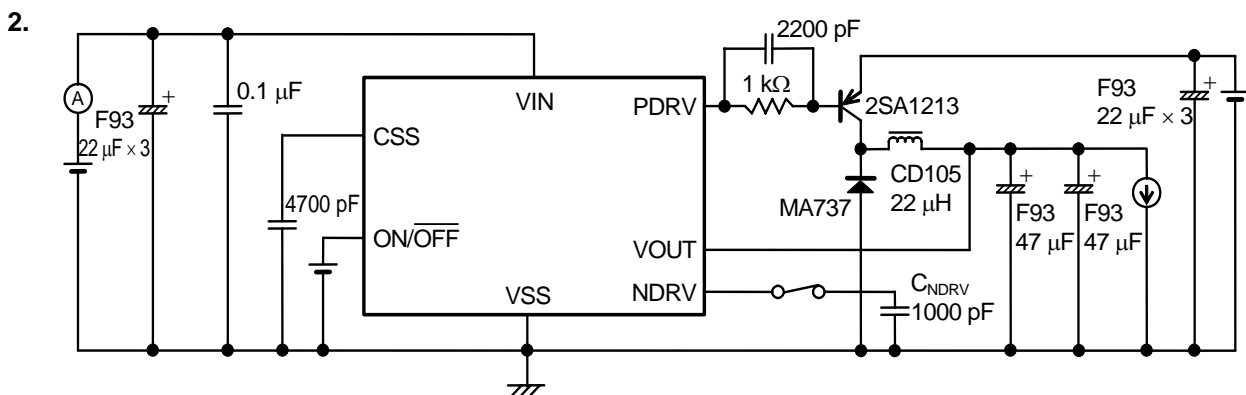 2.
A
F93
22 μF × 3
0.1 μF
4700 pF
CSS
ON/OFF
VIN
VSS
PDRV
VOUT
NDRV
2200 pF
1 kΩ
2SA1213
MA737
CD105
22 μH
C_NDRV
1000 pF
F93
47 μF
F93
47 μF
F93
22 μF × 3